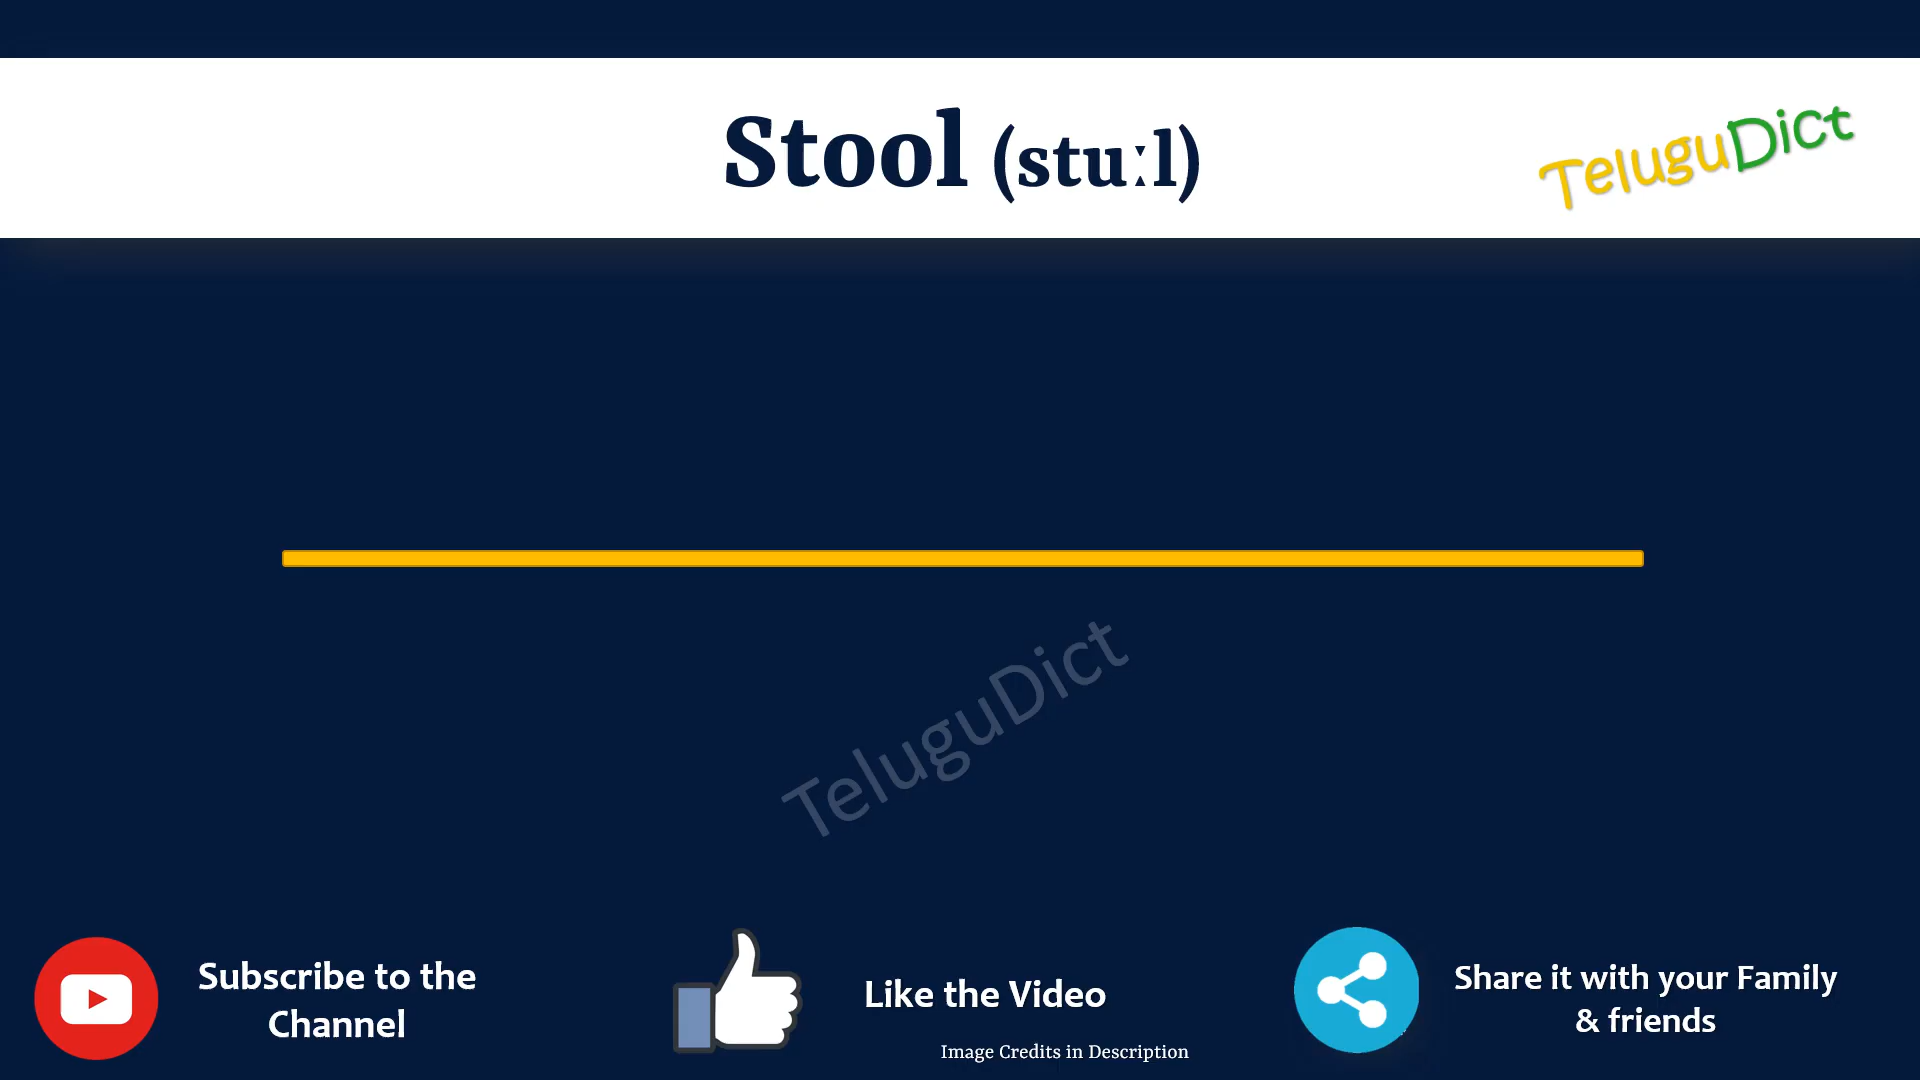 Stool (stuːl)
TeluguDict
TeluguDict
Subscribe to the
Channel
Like the Video
Share it with your Family
& friends
Image Credits in Description